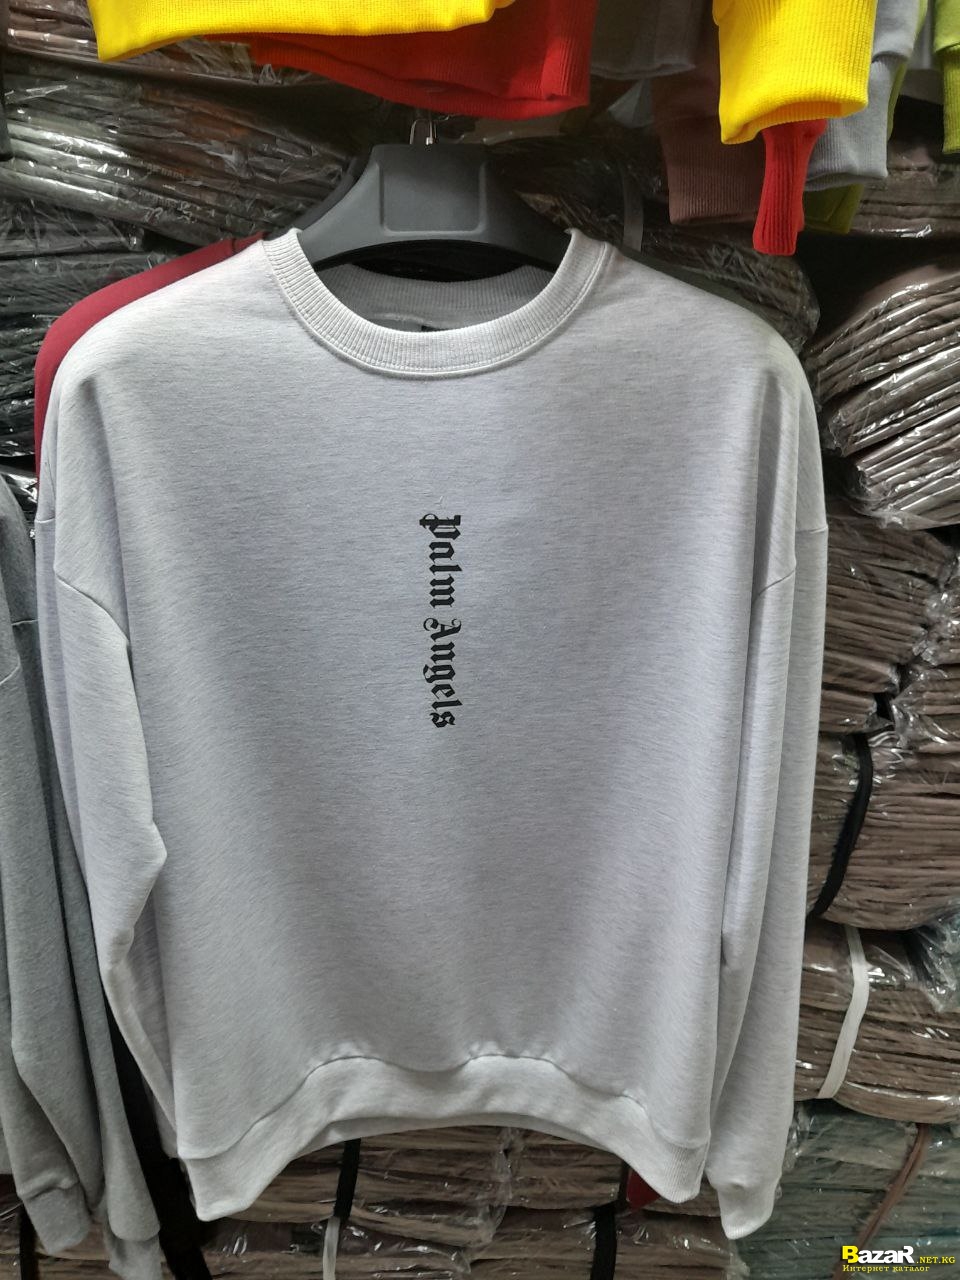 Palm Angels
BazaR.NET.KG
Интернет каталог